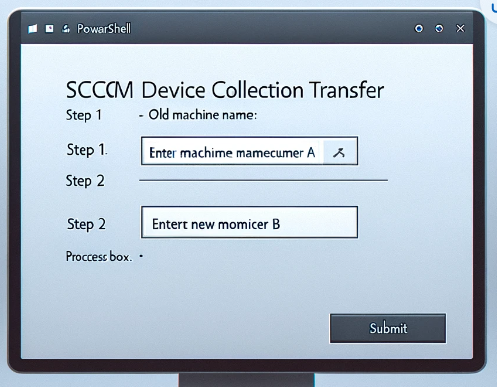 PowarShell
SCCCM Device Collection Transfer
Step 1 - Old machine name:
Step 1. Enter machime mamecumer A
Step 2
Step 2 Entert new momicer B
Proccess box. •
Submit